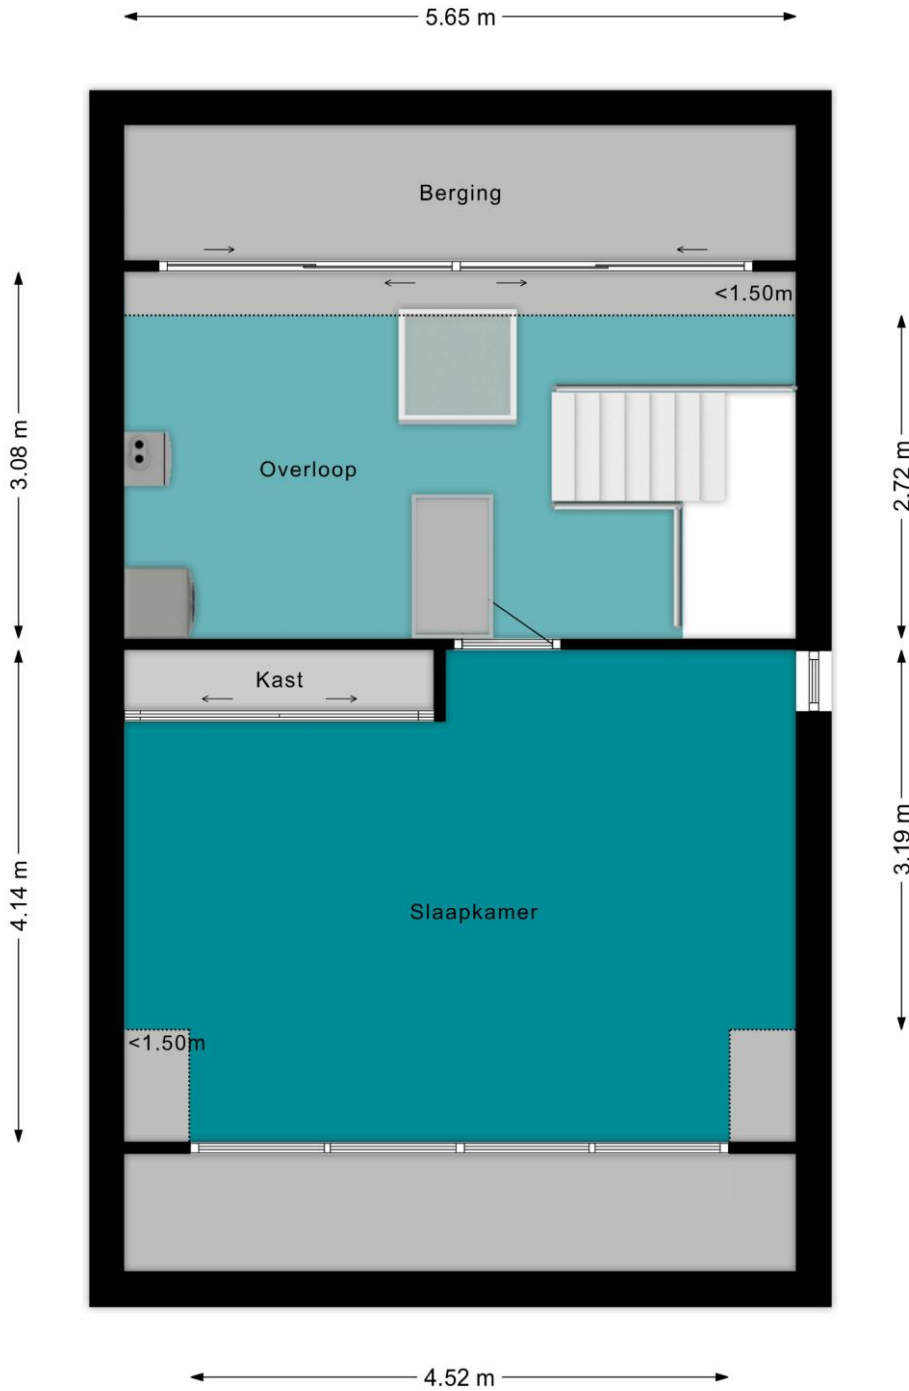 5.65 m
Berging
<1.50m
3.08 m
Overloop
2.72 m
Kast
4.14 m
3.19 m
Slaapkamer
<1.50m
4.52 m